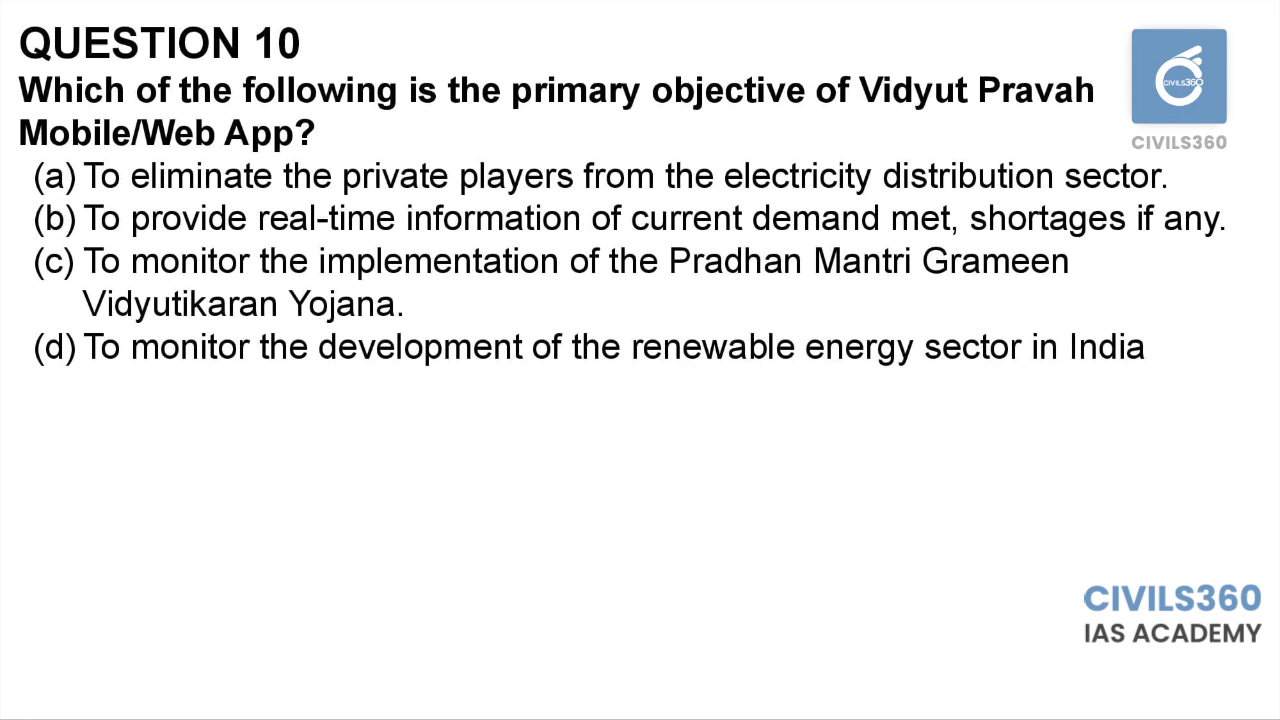 QUESTION 10
Which of the following is the primary objective of Vidyut Pravah
Mobile/Web App?
(a) To eliminate the private players from the electricity distribution sector.
(b) To provide real-time information of current demand met, shortages if any.
(c) To monitor the implementation of the Pradhan Mantri Grameen
Vidyutikaran Yojana.
(d) To monitor the development of the renewable energy sector in India
CIVILS360
CIVILS360
CIVILS360
IAS ACADEMY